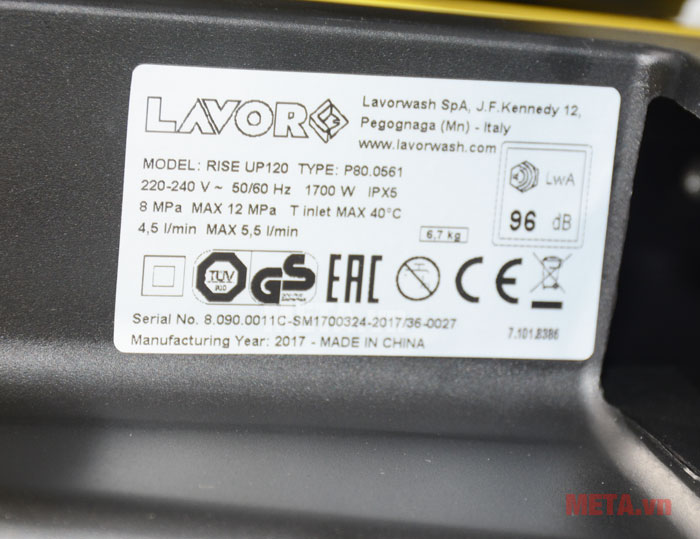 LAVOR
Lavorwash SpA, J.F.Kennedy 12,
Pegognaga (Mn) - Italy
www.lavorwash.com
MODEL: RISE UP120 TYPE: P80.0561
220-240 V ~ 50/60 Hz 1700 W IPX5
8 MPa MAX 12 MPa T inlet MAX 40°C
4,5 l/min MAX 5,5 l/min
6,7 kg
LwA
96 dB
TÜV
GS
EAC
CE
Serial No. 8.090.0011C-SM1700324-2017/36-0027
Manufacturing Year: 2017 - MADE IN CHINA
7.101.8386
META.vn